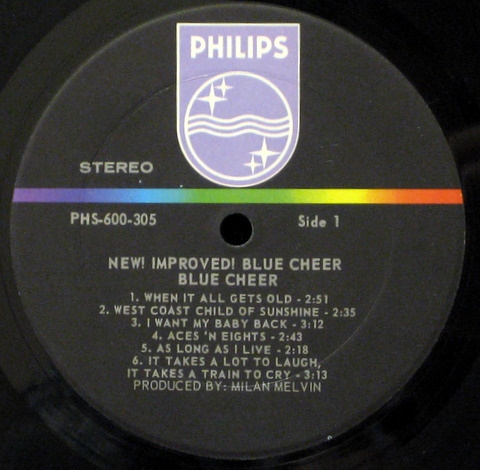 PHILIPS
STEREO
PHS-600-305
Side 1
NEW! IMPROVED! BLUE CHEER
BLUE CHEER
1. WHEN IT ALL GETS OLD - 2:51
2. WEST COAST CHILD OF SUNSHINE - 2:35
3. I WANT MY BABY BACK - 3:12
4. ACES 'N EIGHTS - 2:43
5. AS LONG AS I LIVE - 2:18
6. IT TAKES A LOT TO LAUGH,
IT TAKES A TRAIN TO CRY - 3:13
PRODUCED BY: MILAN MELVIN